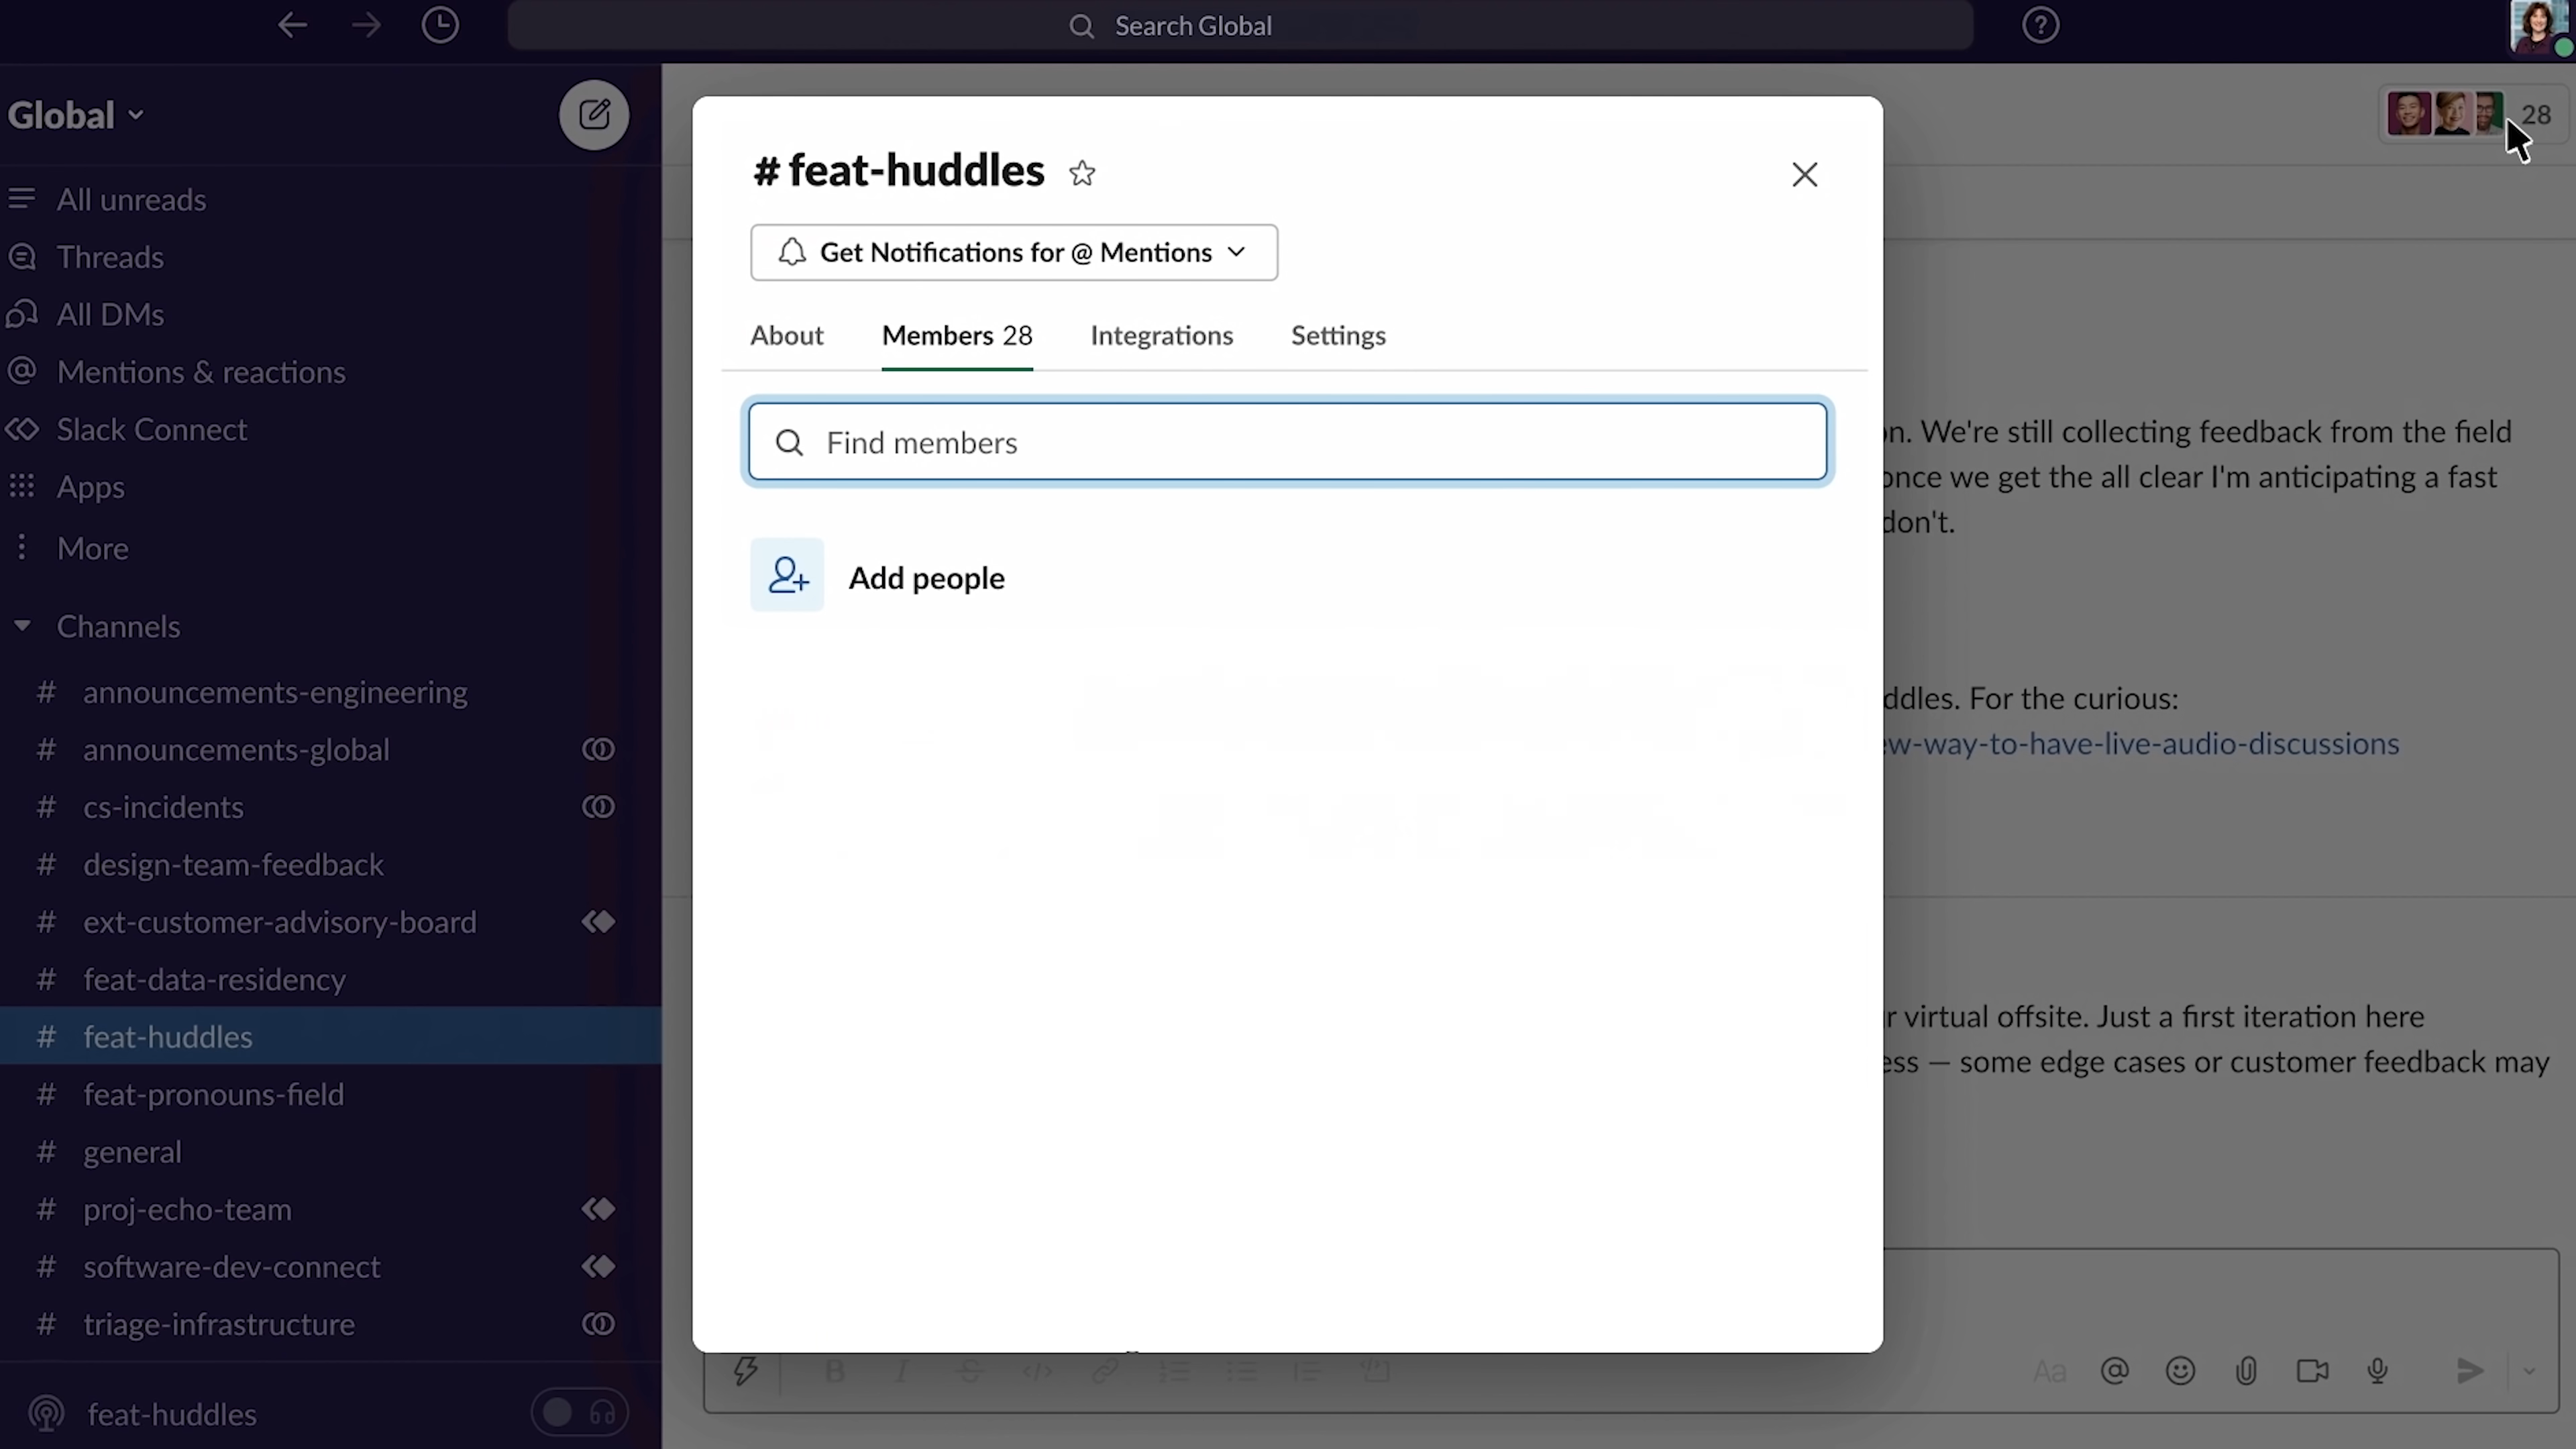 Search Global
Global
28
All unreads
Threads
All DMs
Mentions & reactions
Slack Connect
Apps
More
Channels
# announcements-engineering
# announcements-global
# cs-incidents
# design-team-feedback
# ext-customer-advisory-board
# feat-data-residency
# feat-huddles
# feat-pronouns-field
# general
# proj-echo-team
# software-dev-connect
# triage-infrastructure
feat-huddles
# feat-huddles
Get Notifications for @ Mentions
About Members 28 Integrations Settings
Find members
Add people
We're still collecting feedback from the field
once we get the all clear I'm anticipating a fast
don't.
For the curious:
ew-way-to-have-live-audio-discussions
virtual offsite. Just a first iteration here
— some edge cases or customer feedback may
B I S
Aa @